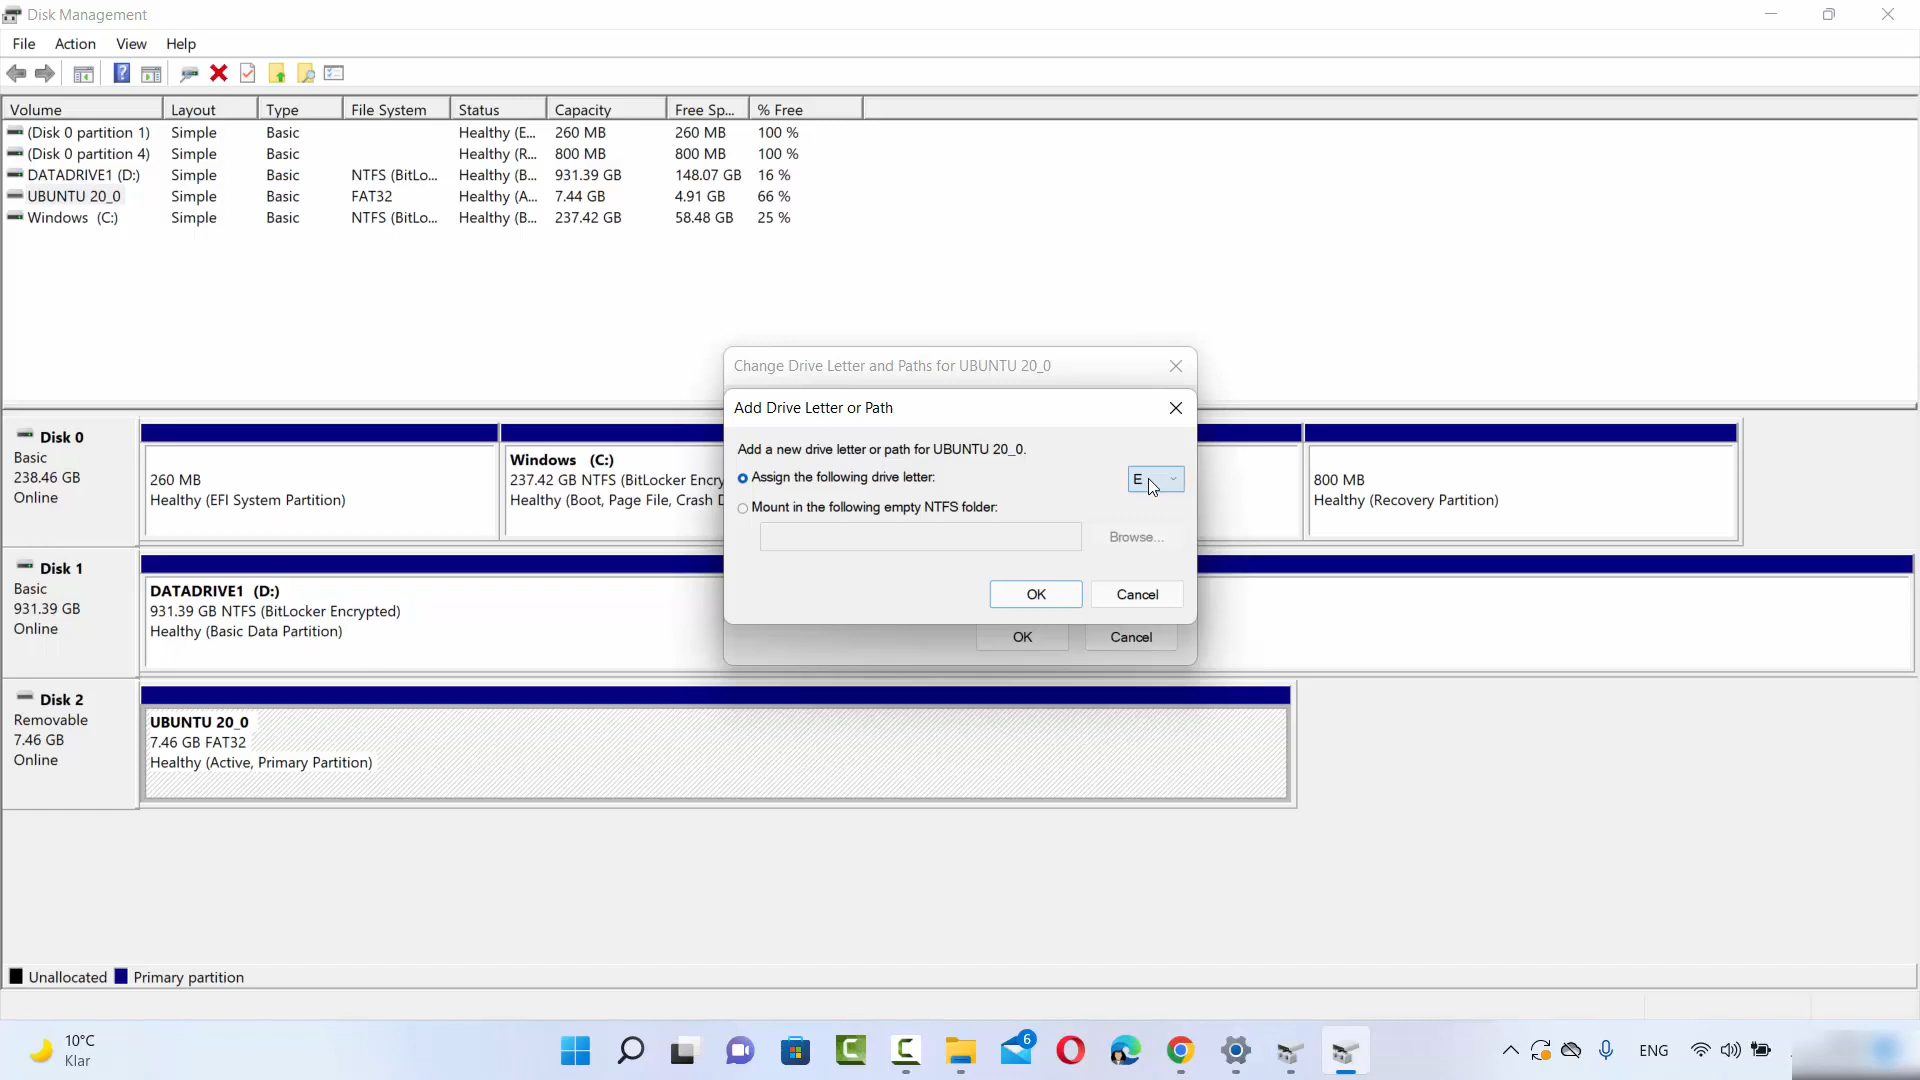 Disk Management
File Action View Help
Volume Layout Type File System Status Capacity Free Sp... % Free
(Disk 0 partition 1) Simple Basic Healthy (E... 260 MB 260 MB 100 %
(Disk 0 partition 4) Simple Basic Healthy (R... 800 MB 800 MB 100 %
DATADRIVE1 (D:) Simple Basic NTFS (BitLo... Healthy (B... 931.39 GB 148.07 GB 16 %
UBUNTU 20_0 Simple Basic FAT32 Healthy (A... 7.44 GB 4.91 GB 66 %
Windows (C:) Simple Basic NTFS (BitLo... Healthy (B... 237.42 GB 58.48 GB 25 %
Change Drive Letter and Paths for UBUNTU 20_0
Add Drive Letter or Path
Add a new drive letter or path for UBUNTU 20_0.
Assign the following drive letter: E
Mount in the following empty NTFS folder:
Browse...
OK Cancel
OK Cancel
Disk 0
Basic
238.46 GB
Online
260 MB
Healthy (EFI System Partition)
Windows (C:)
237.42 GB NTFS (BitLocker Encry
Healthy (Boot, Page File, Crash D
800 MB
Healthy (Recovery Partition)
Disk 1
Basic
931.39 GB
Online
DATADRIVE1 (D:)
931.39 GB NTFS (BitLocker Encrypted)
Healthy (Basic Data Partition)
Disk 2
Removable
7.46 GB
Online
UBUNTU 20_0
7.46 GB FAT32
Healthy (Active, Primary Partition)
Unallocated Primary partition
10°C
Klar
6
ENG